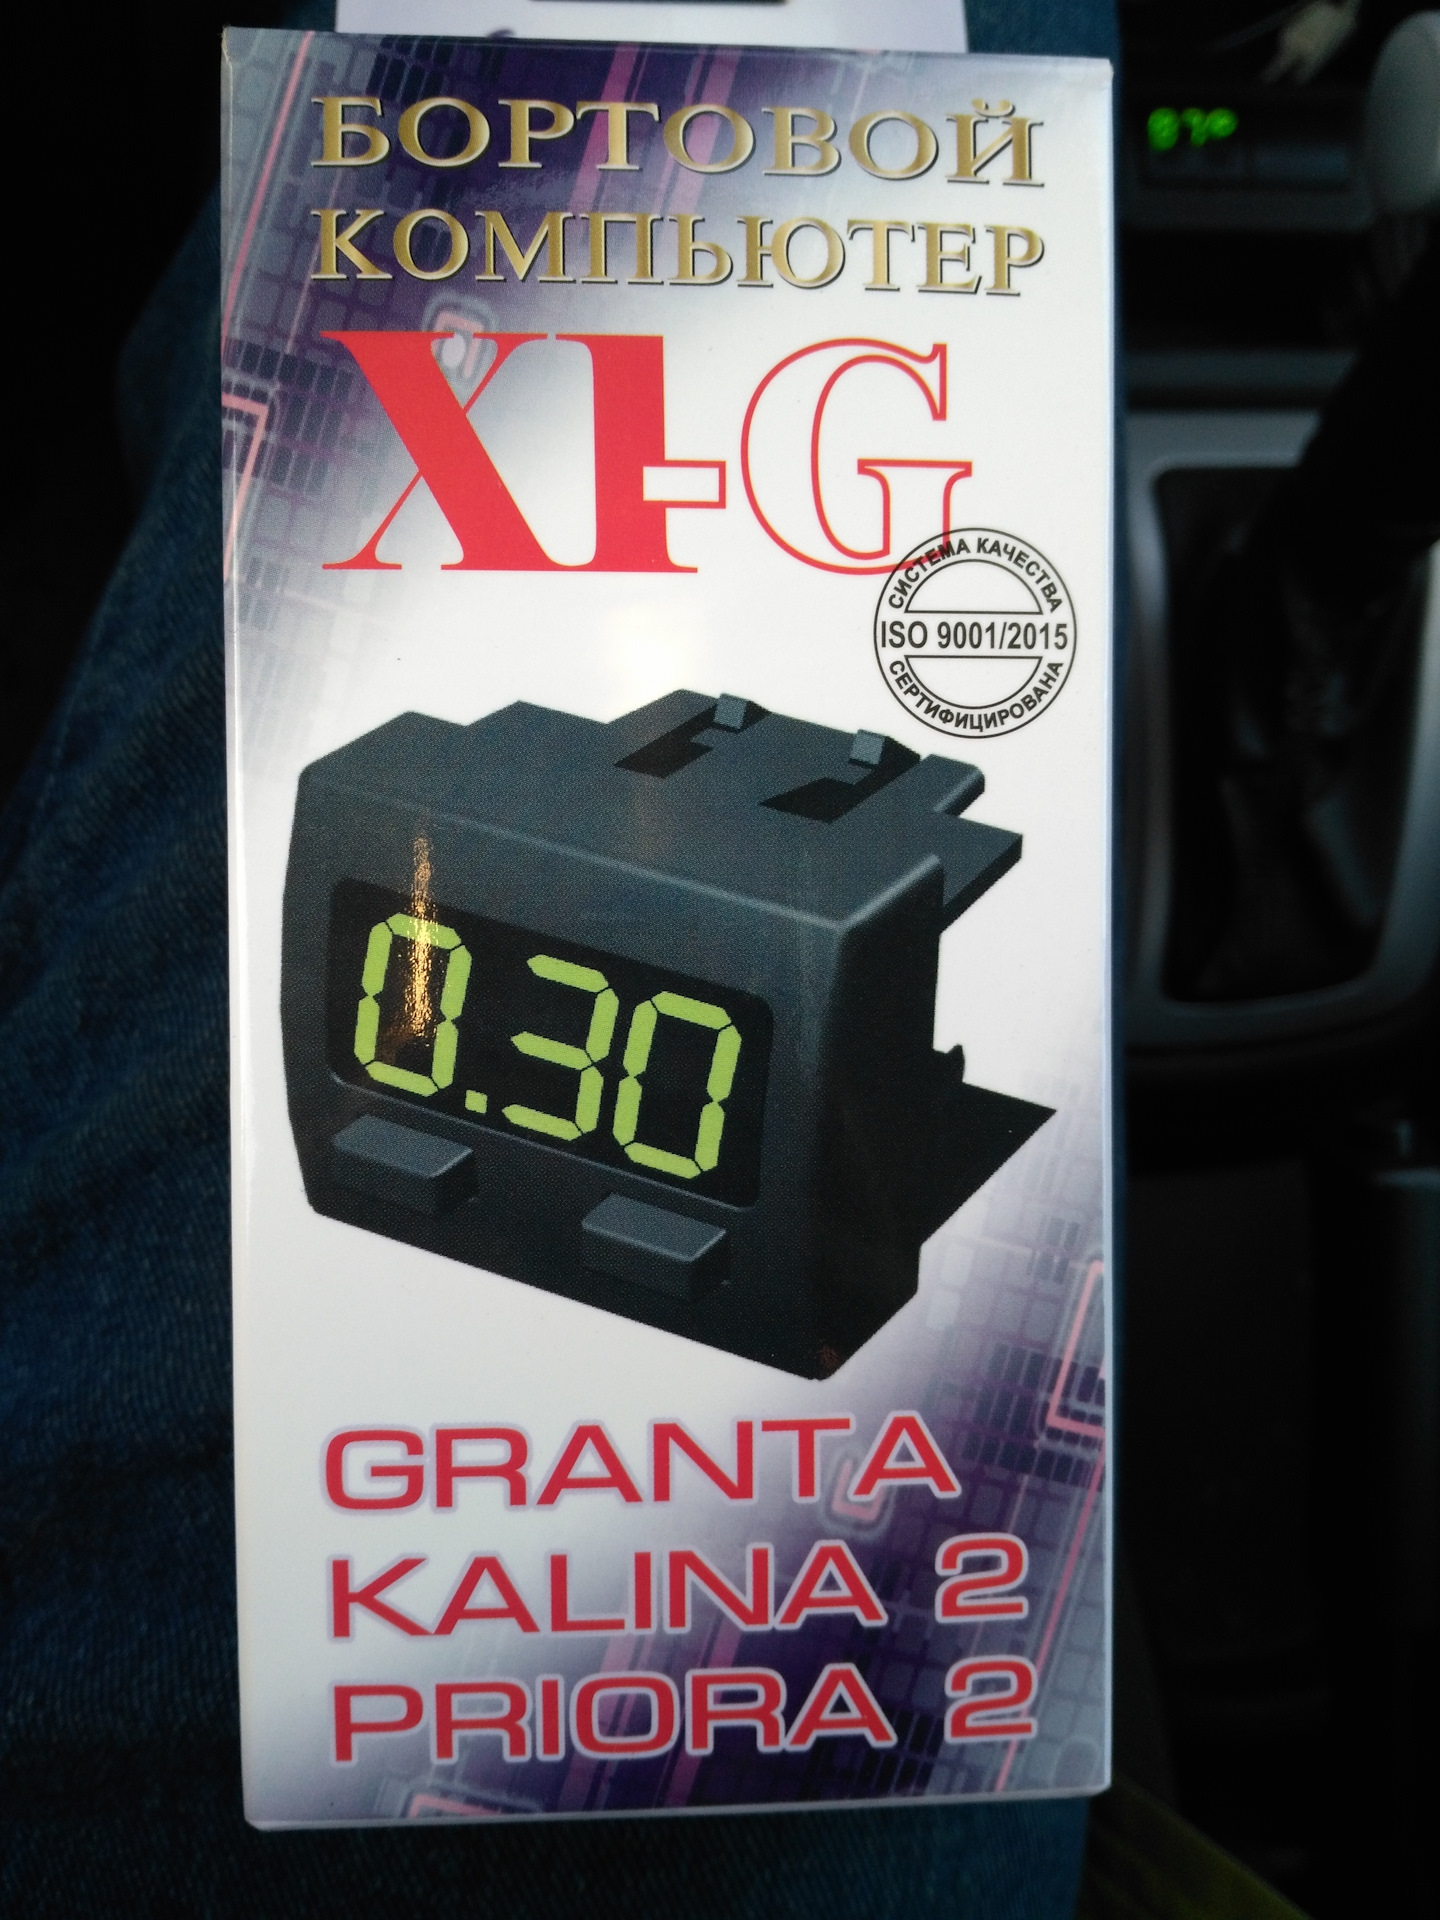 БОРТОВОЙ
КОМПЬЮТЕР
X1-G
СИСТЕМА КАЧЕСТВА
ISO 9001/2015
СЕРТИФИЦИРОВАНА
0.30
GRANTA
KALINA 2
PRIORA 2